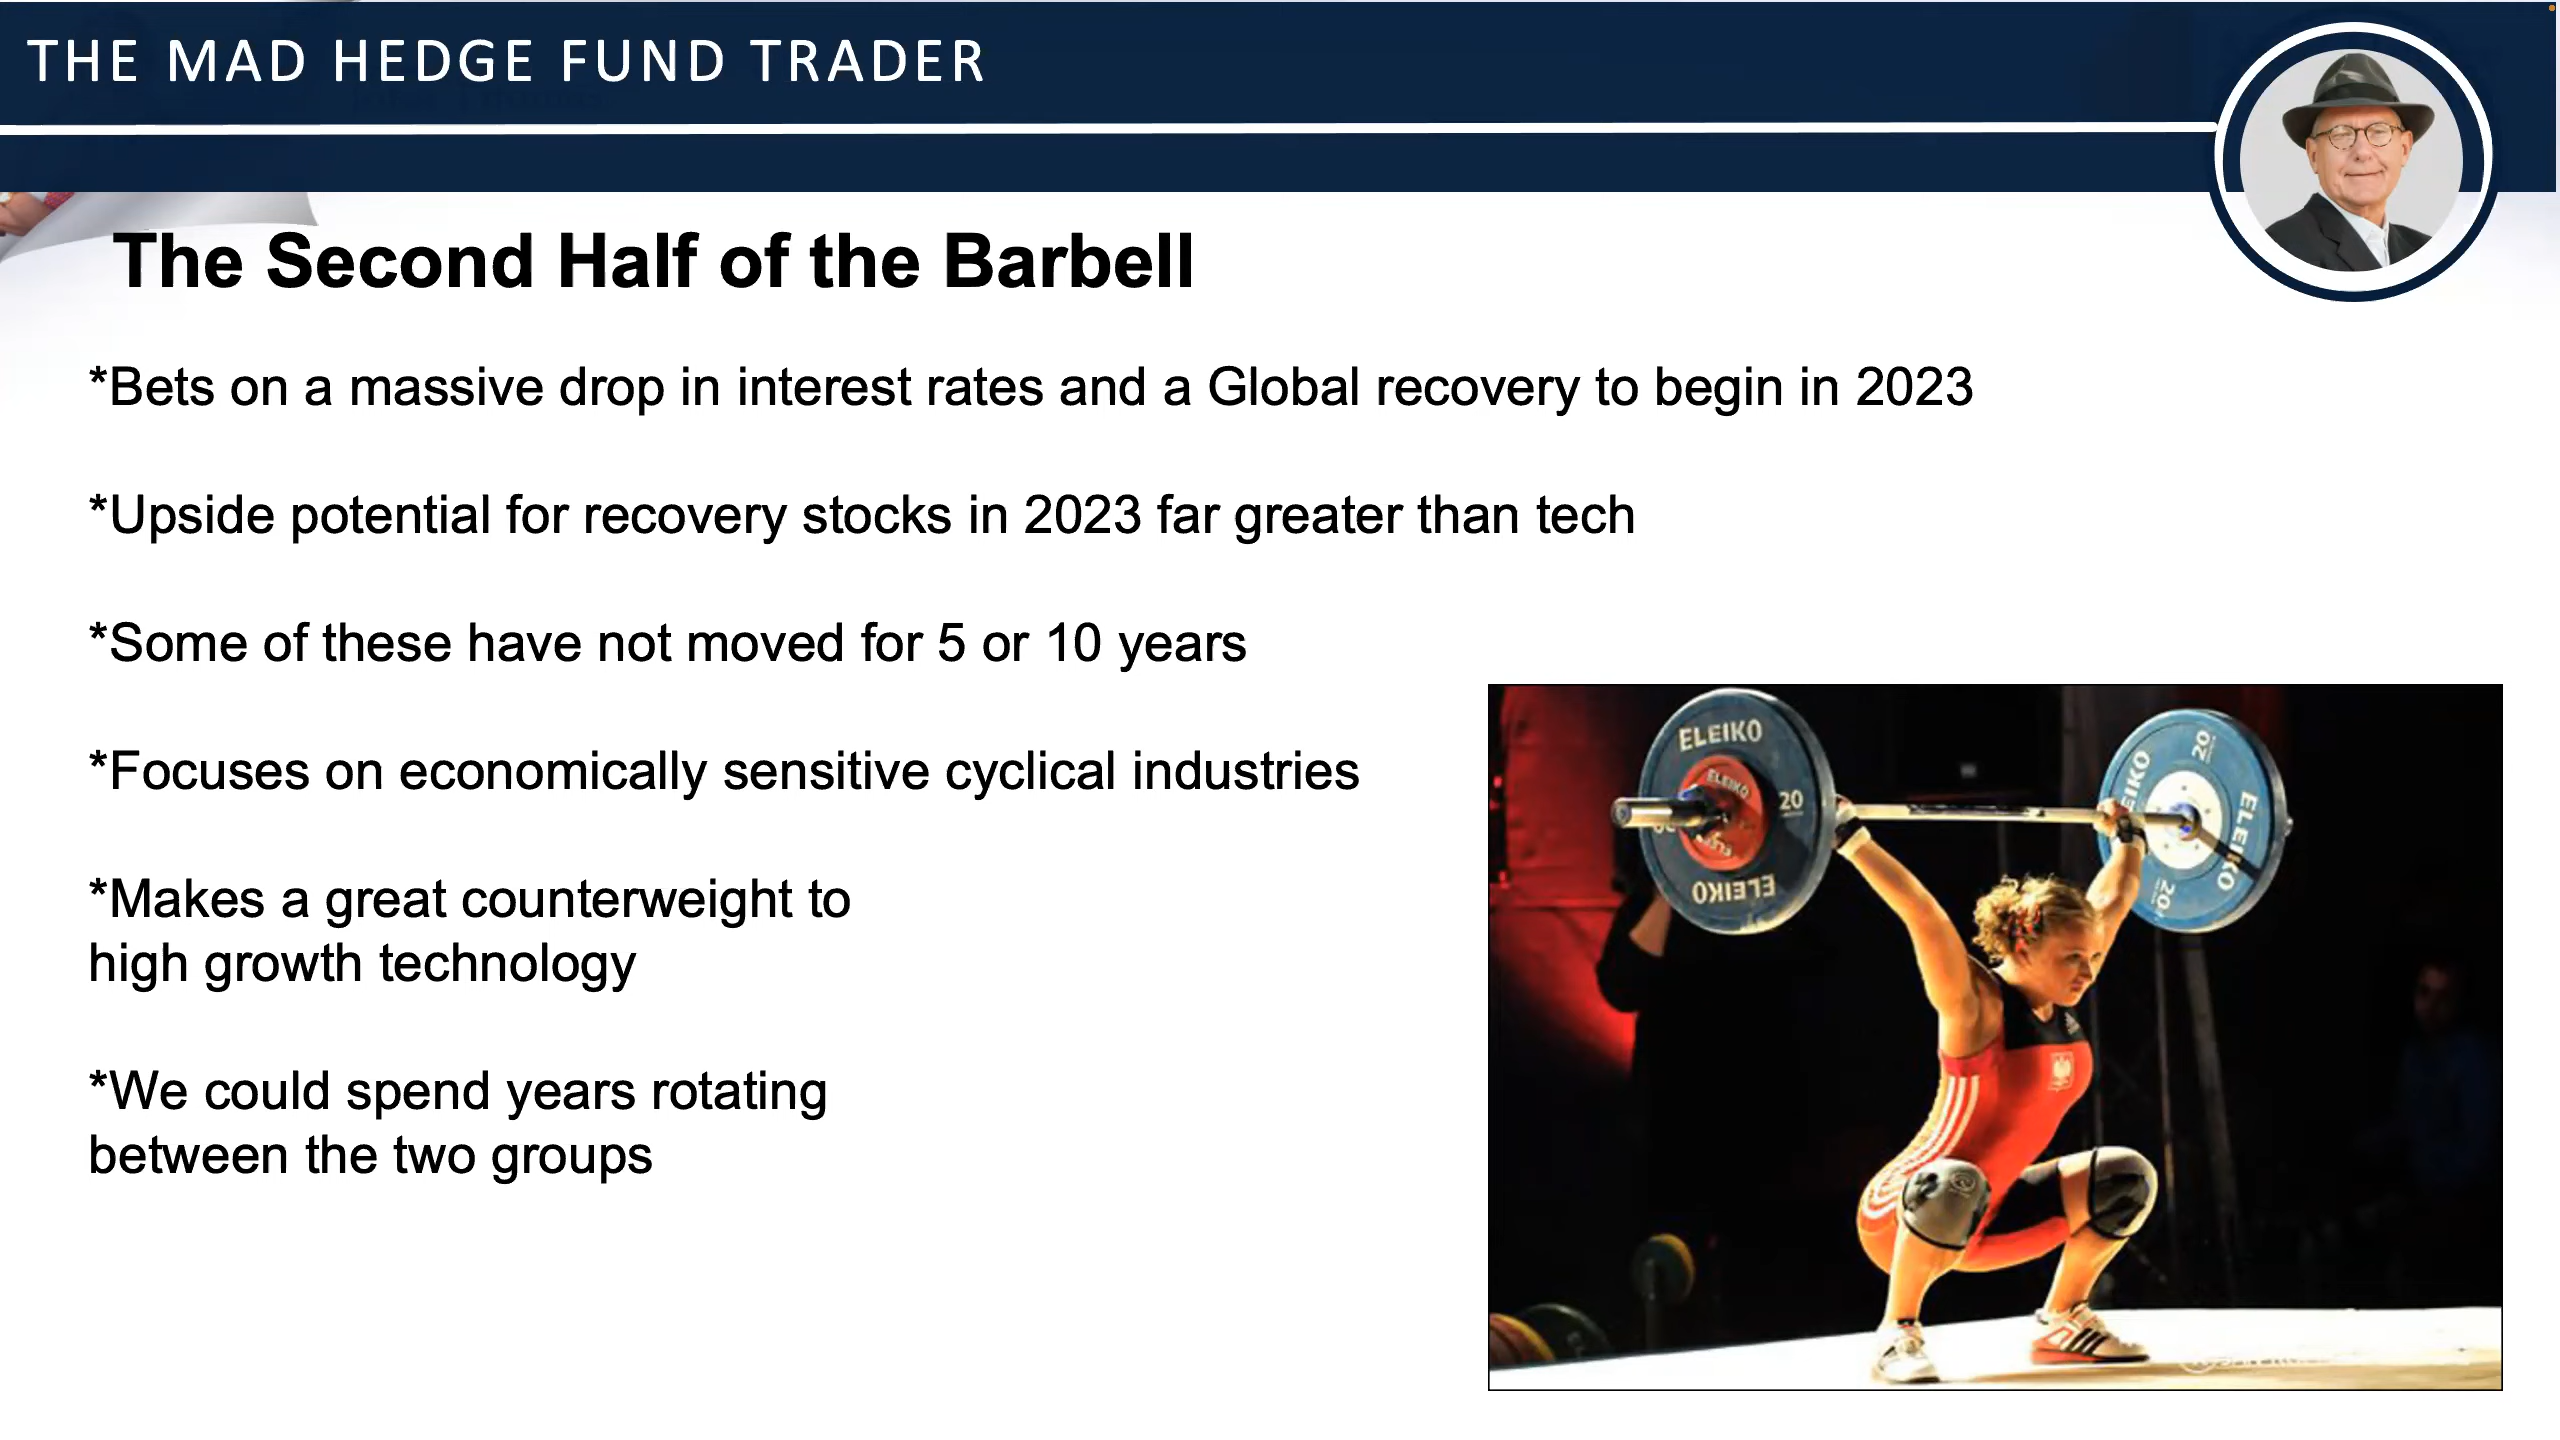 THE MAD HEDGE FUND TRADER
The Second Half of the Barbell
*Bets on a massive drop in interest rates and a Global recovery to begin in 2023
*Upside potential for recovery stocks in 2023 far greater than tech
*Some of these have not moved for 5 or 10 years
*Focuses on economically sensitive cyclical industries
*Makes a great counterweight to
high growth technology
*We could spend years rotating
between the two groups
ELEIKO
ELEIKO
20
ELEIKO
20
ELEIKO
20